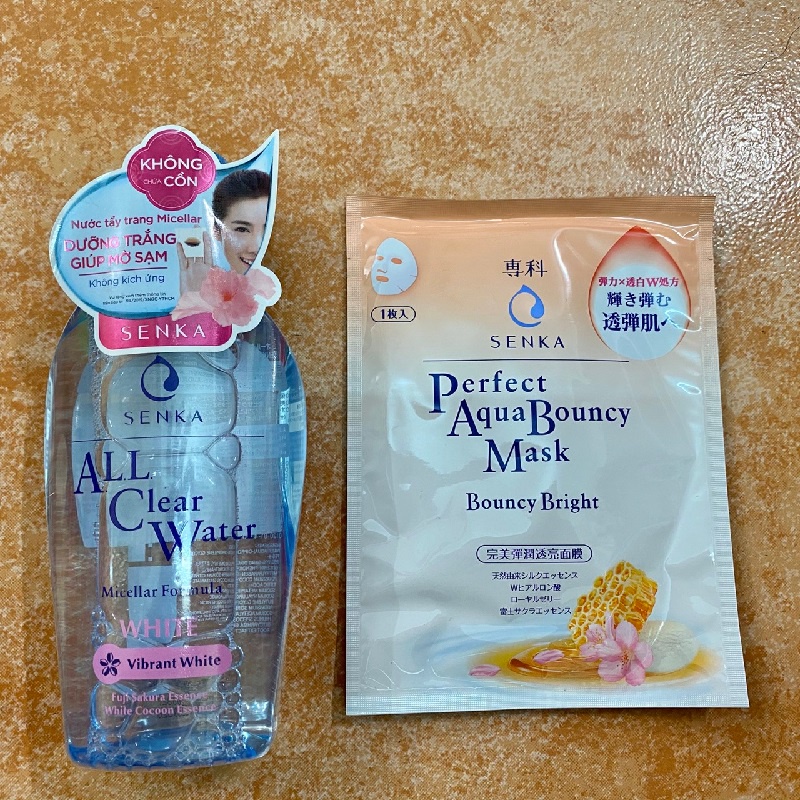 KHÔNG
CHỨA CỒN
Nước tẩy trang Micellar
DƯỠNG TRẮNG
GIÚP MỜ SẠM
Không kích ứng
SENKA
SENKA
ALL
Clear
Water
Micellar Formula
WHITE
Vibrant White
Fuji Sakura Essence
White Cocoon Essence
専科
SENKA
1枚入
弾力×透白W処方
輝き弾む
透弾肌へ
Perfect
AquaBouncy
Mask
Bouncy Bright
完美彈潤透亮面膜
天然由来シルクエッセンス
Wヒアルロン酸
ローヤルゼリー
富士サクラエッセンス